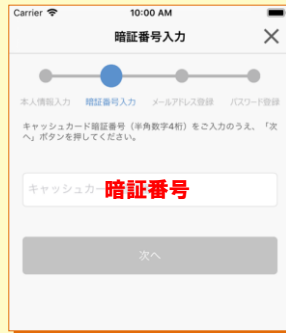 Carrier 10:00 AM
暗証番号入力
本人情報入力 暗証番号入力 メールアドレス登録 パスワード登録
キャッシュカード暗証番号（半角数字4桁）をご入力のうえ、「次
へ」ボタンを押してください。
キャッシュカー
暗証番号
次へ